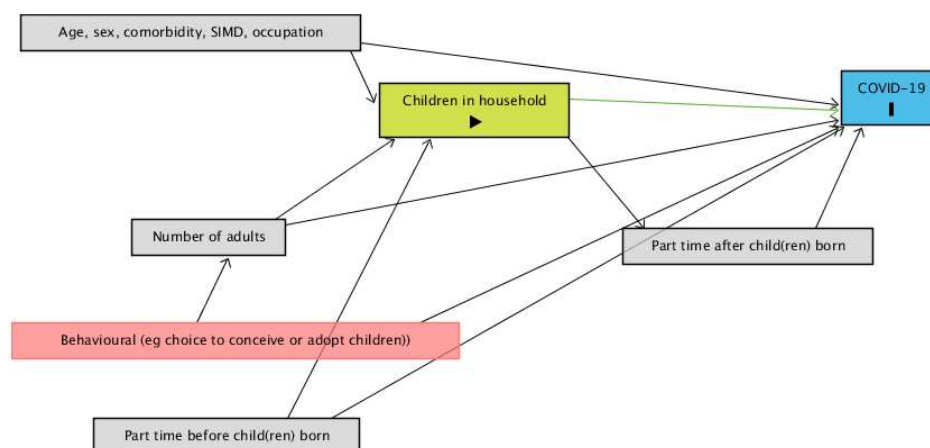 Age, sex, comorbidity, SIMD, occupation
COVID-19
Children in household
Number of adults
Part time after child(ren) born
Behavioural (eg choice to conceive or adopt children))
Part time before child(ren) born